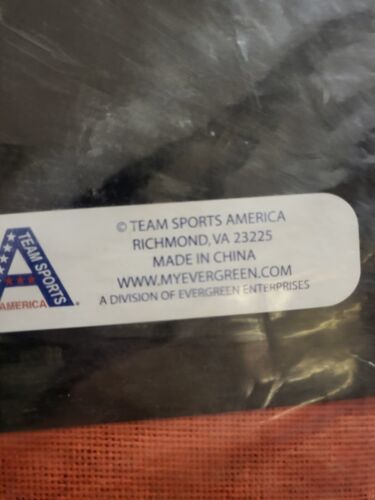 © TEAM SPORTS AMERICA
RICHMOND, VA 23225
MADE IN CHINA
WWW.MYEVERGREEN.COM
A DIVISION OF EVERGREEN ENTERPRISES
TEAM SPORTS
AMERICA
®